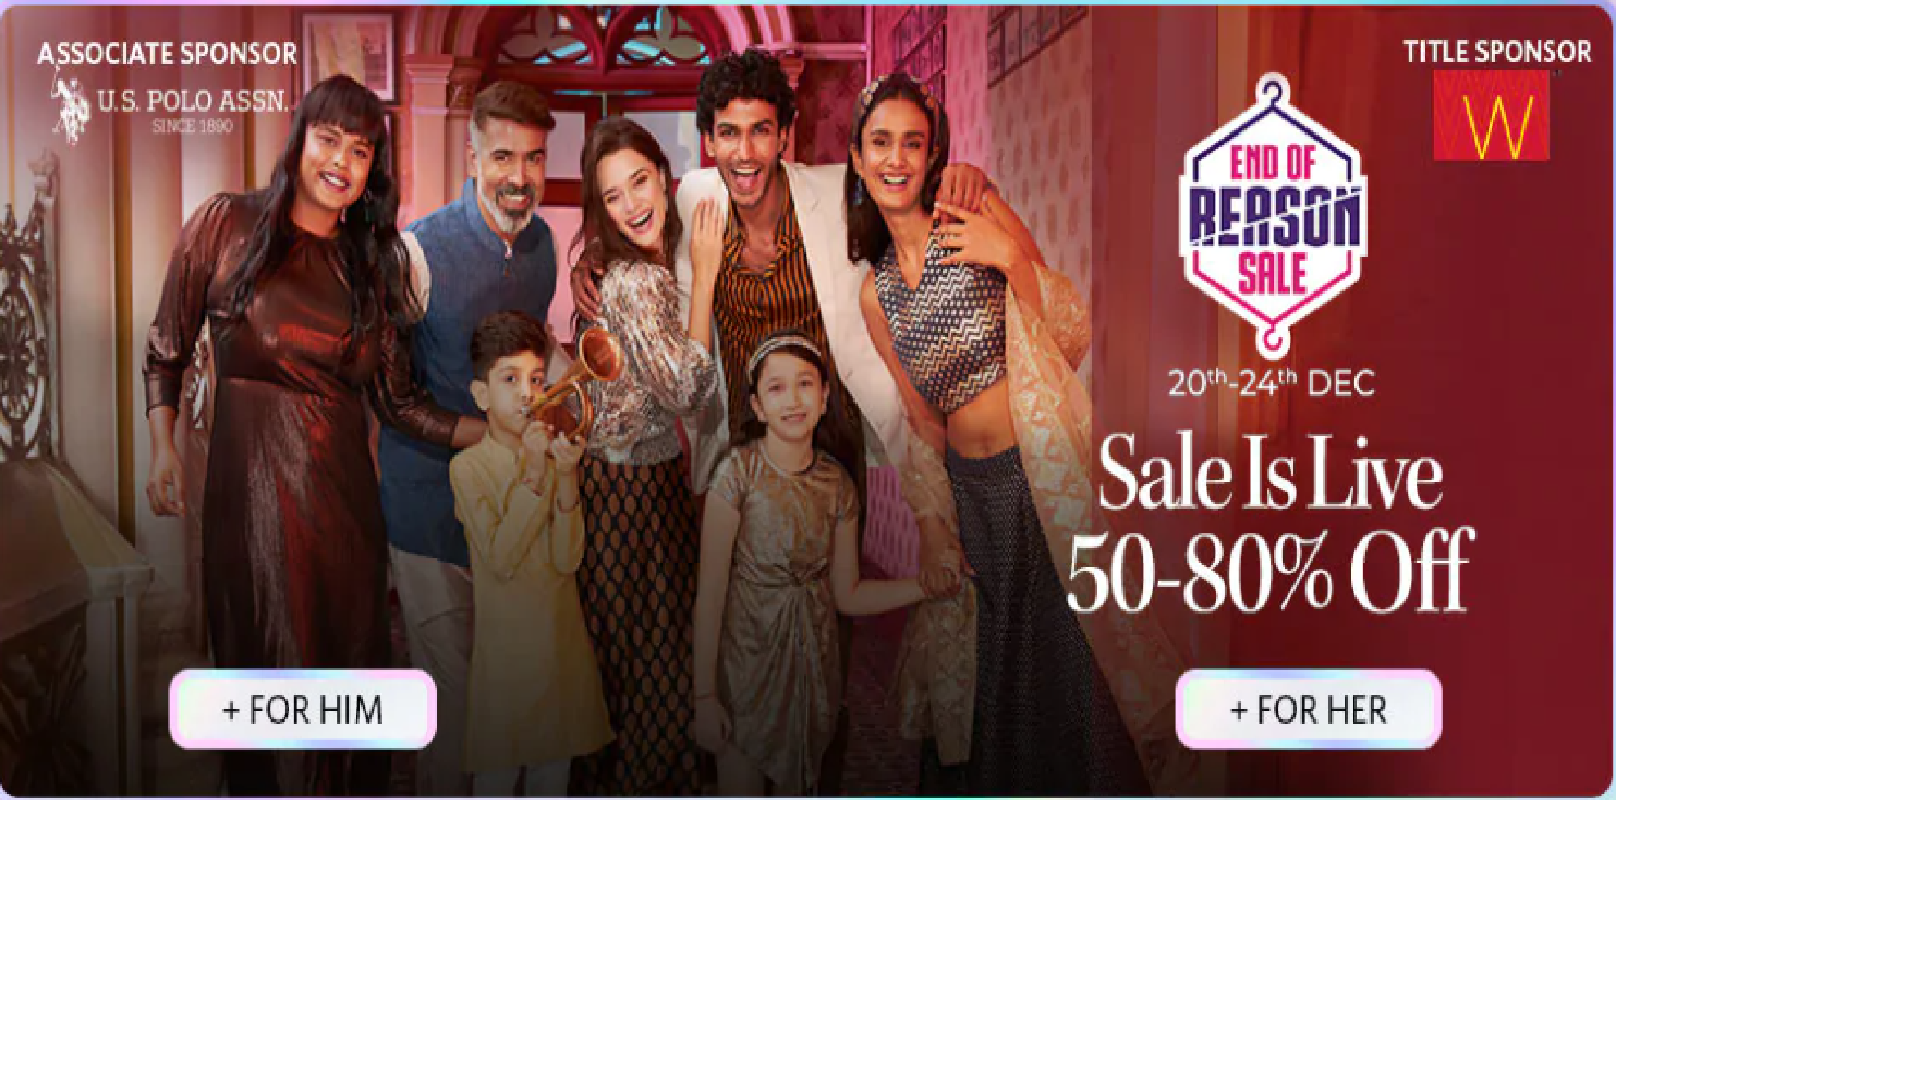 ASSOCIATE SPONSOR
U.S. POLO ASSN.
SINCE 1890
TITLE SPONSOR
W
END OF
REASON
SALE
20th-24th DEC
Sale Is Live
50-80% Off
+ FOR HIM
+ FOR HER